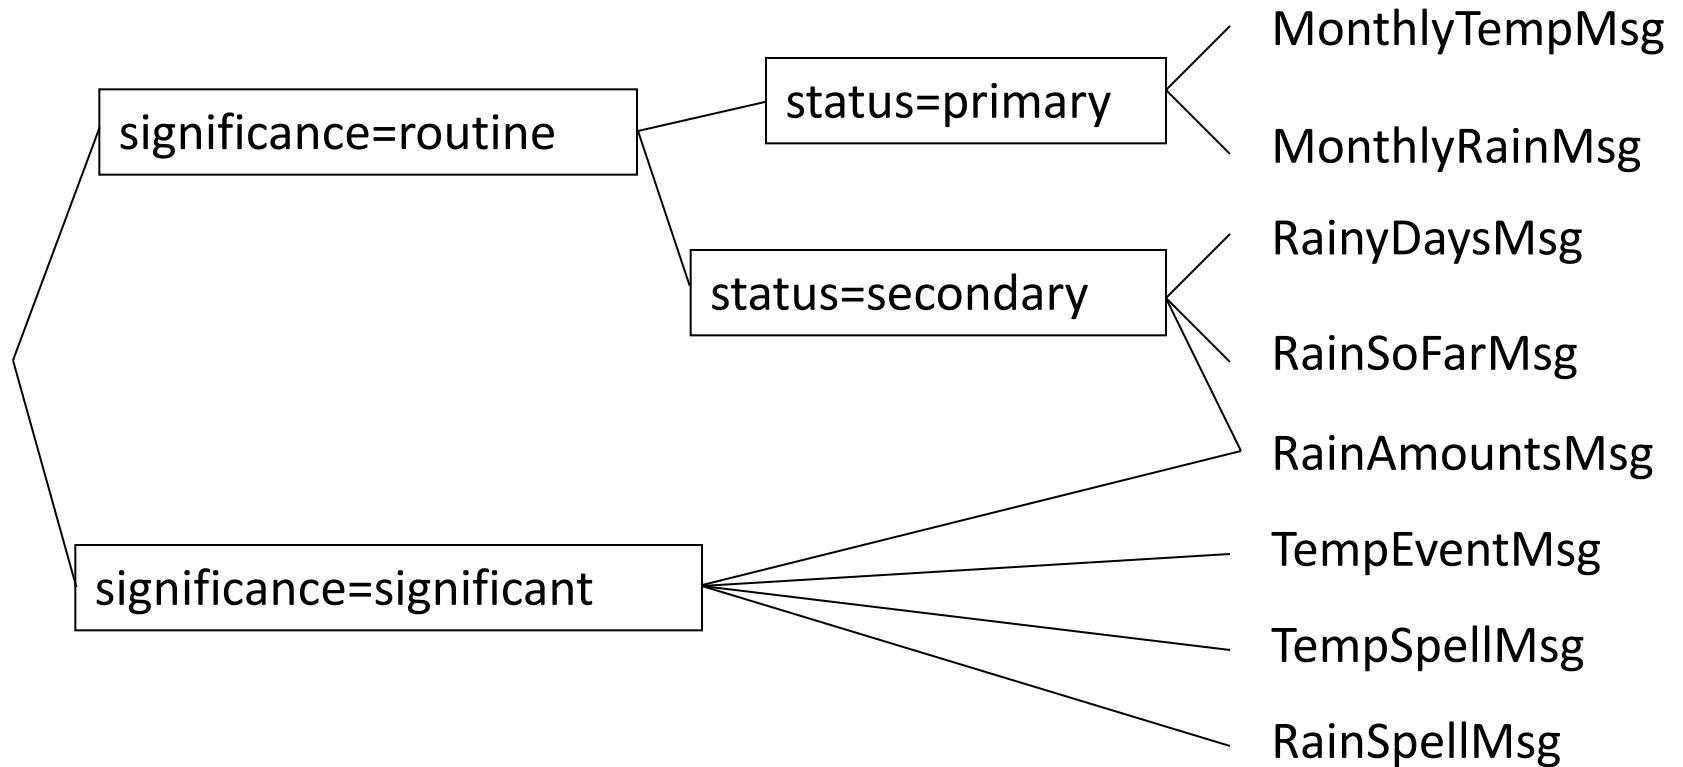 MonthlyTempMsg
status=primary
significance=routine
MonthlyRainMsg
RainyDaysMsg
status=secondary
RainSoFarMsg
RainAmountsMsg
TempEventMsg
significance=significant
TempSpellMsg
RainSpellMsg